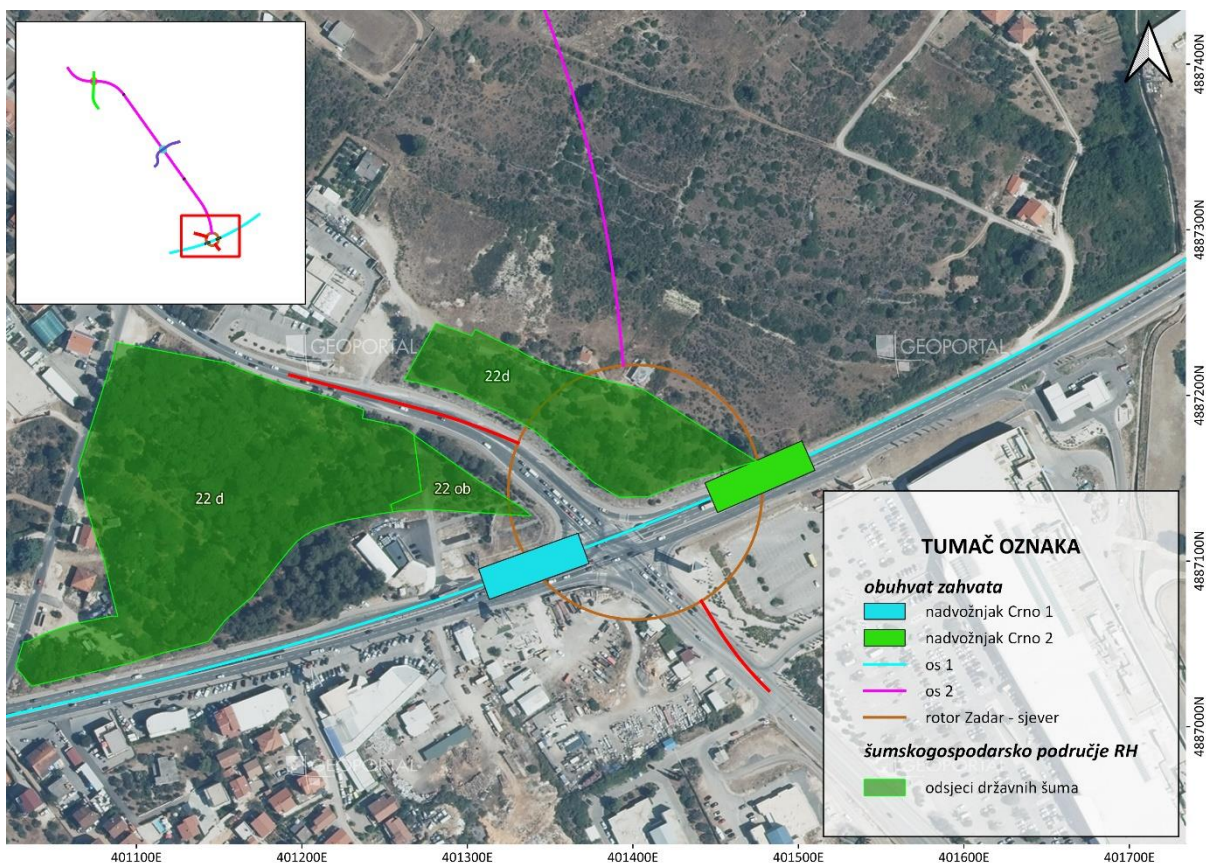 4887400N
4887300N
4887200N
4887100N
4887000N
GEOPORTAL
GEOPORTAL
22d
22 d
22 ob
TUMAČ OZNAKA
obuhvat zahvata
nadvožnjak Crno 1
nadvožnjak Crno 2
os 1
os 2
rotor Zadar - sjever
šumskogospodarsko područje RH
odsjeci državnih šuma
GEOPORTAL
GEOPORTAL
401100E
401200E
401300E
401400E
401500E
401600E
401700E